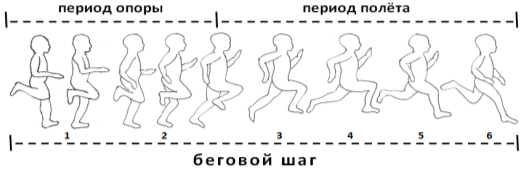 период опоры период полёта
1 2 3 4 5 6
беговой шаг